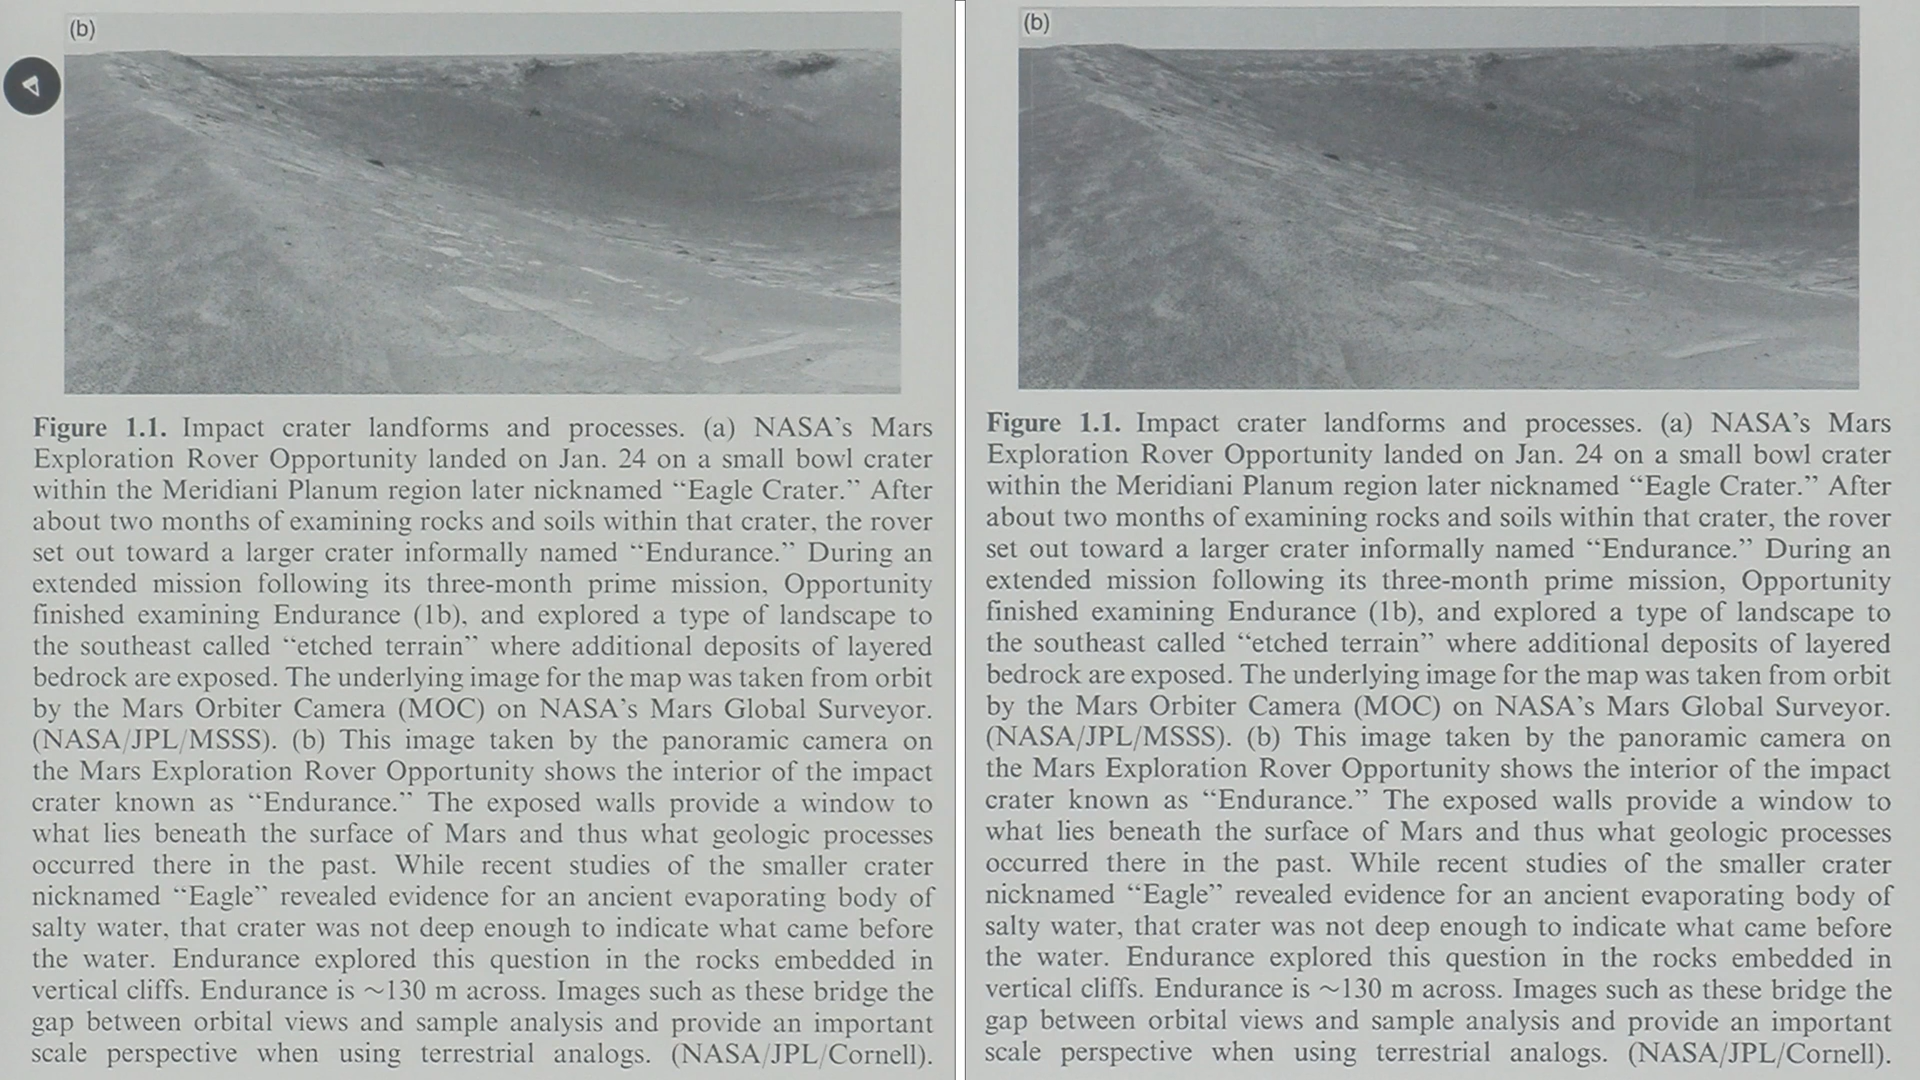 (b)
Figure 1.1. Impact crater landforms and processes. (a) NASA's Mars
Exploration Rover Opportunity landed on Jan. 24 on a small bowl crater
within the Meridiani Planum region later nicknamed “Eagle Crater.” After
about two months of examining rocks and soils within that crater, the rover
set out toward a larger crater informally named “Endurance.” During an
extended mission following its three-month prime mission, Opportunity
finished examining Endurance (1b), and explored a type of landscape to
the southeast called “etched terrain” where additional deposits of layered
bedrock are exposed. The underlying image for the map was taken from orbit
by the Mars Orbiter Camera (MOC) on NASA's Mars Global Surveyor.
(NASA/JPL/MSSS). (b) This image taken by the panoramic camera on
the Mars Exploration Rover Opportunity shows the interior of the impact
crater known as “Endurance.” The exposed walls provide a window to
what lies beneath the surface of Mars and thus what geologic processes
occurred there in the past. While recent studies of the smaller crater
nicknamed “Eagle” revealed evidence for an ancient evaporating body of
salty water, that crater was not deep enough to indicate what came before
the water. Endurance explored this question in the rocks embedded in
vertical cliffs. Endurance is ~130 m across. Images such as these bridge the
gap between orbital views and sample analysis and provide an important
scale perspective when using terrestrial analogs. (NASA/JPL/Cornell).
(b)
Figure 1.1. Impact crater landforms and processes. (a) NASA's Mars
Exploration Rover Opportunity landed on Jan. 24 on a small bowl crater
within the Meridiani Planum region later nicknamed “Eagle Crater.” After
about two months of examining rocks and soils within that crater, the rover
set out toward a larger crater informally named “Endurance.” During an
extended mission following its three-month prime mission, Opportunity
finished examining Endurance (1b), and explored a type of landscape to
the southeast called “etched terrain” where additional deposits of layered
bedrock are exposed. The underlying image for the map was taken from orbit
by the Mars Orbiter Camera (MOC) on NASA's Mars Global Surveyor.
(NASA/JPL/MSSS). (b) This image taken by the panoramic camera on
the Mars Exploration Rover Opportunity shows the interior of the impact
crater known as “Endurance.” The exposed walls provide a window to
what lies beneath the surface of Mars and thus what geologic processes
occurred there in the past. While recent studies of the smaller crater
nicknamed “Eagle” revealed evidence for an ancient evaporating body of
salty water, that crater was not deep enough to indicate what came before
the water. Endurance explored this question in the rocks embedded in
vertical cliffs. Endurance is ~130 m across. Images such as these bridge the
gap between orbital views and sample analysis and provide an important
scale perspective when using terrestrial analogs. (NASA/JPL/Cornell).